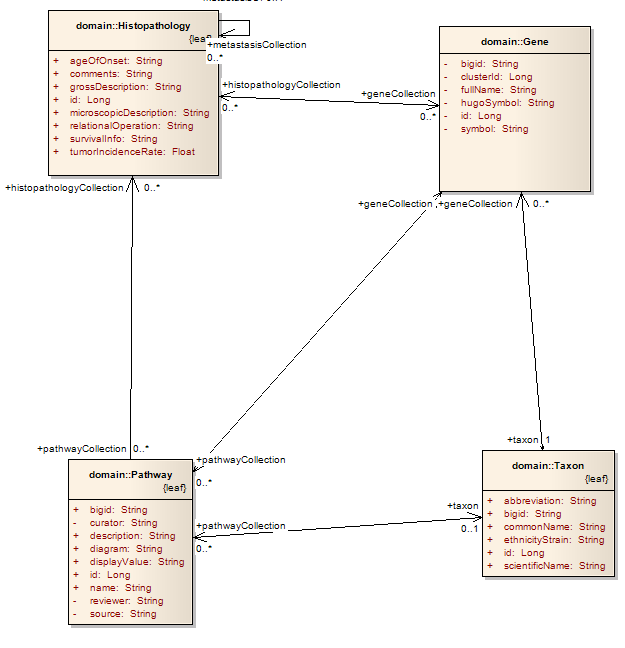 domain::Histopathology
{leaf
+ ageOfOnset: String
+ comments: String
+ grossDescription: String
+ id: Long
+ microscopicDescription: String
+ relationalOperation: String
+ survivalInfo: String
+ tumorIncidenceRate: Float
+metastasisCollection
0..*
+histopathologyCollection
0..*
+geneCollection
0..*
domain::Gene
- bigid: String
- clusterId: Long
- fullName: String
- hugoSymbol: String
- id: Long
- symbol: String
+histopathologyCollection
0..*
+geneCollection
+geneCollection
0..*
+pathwayCollection
0..*
+pathwayCollection
0..*
+taxon
1
domain::Pathway
{leaf}
+ bigid: String
- curator: String
+ description: String
+ diagram: String
+ displayValue: String
+ id: Long
+ name: String
- reviewer: String
- source: String
+pathwayCollection
0..*
+taxon
0..1
domain::Taxon
{leaf}
+ abbreviation: String
+ bigid: String
+ commonName: String
+ ethnicityStrain: String
+ id: Long
+ scientificName: String